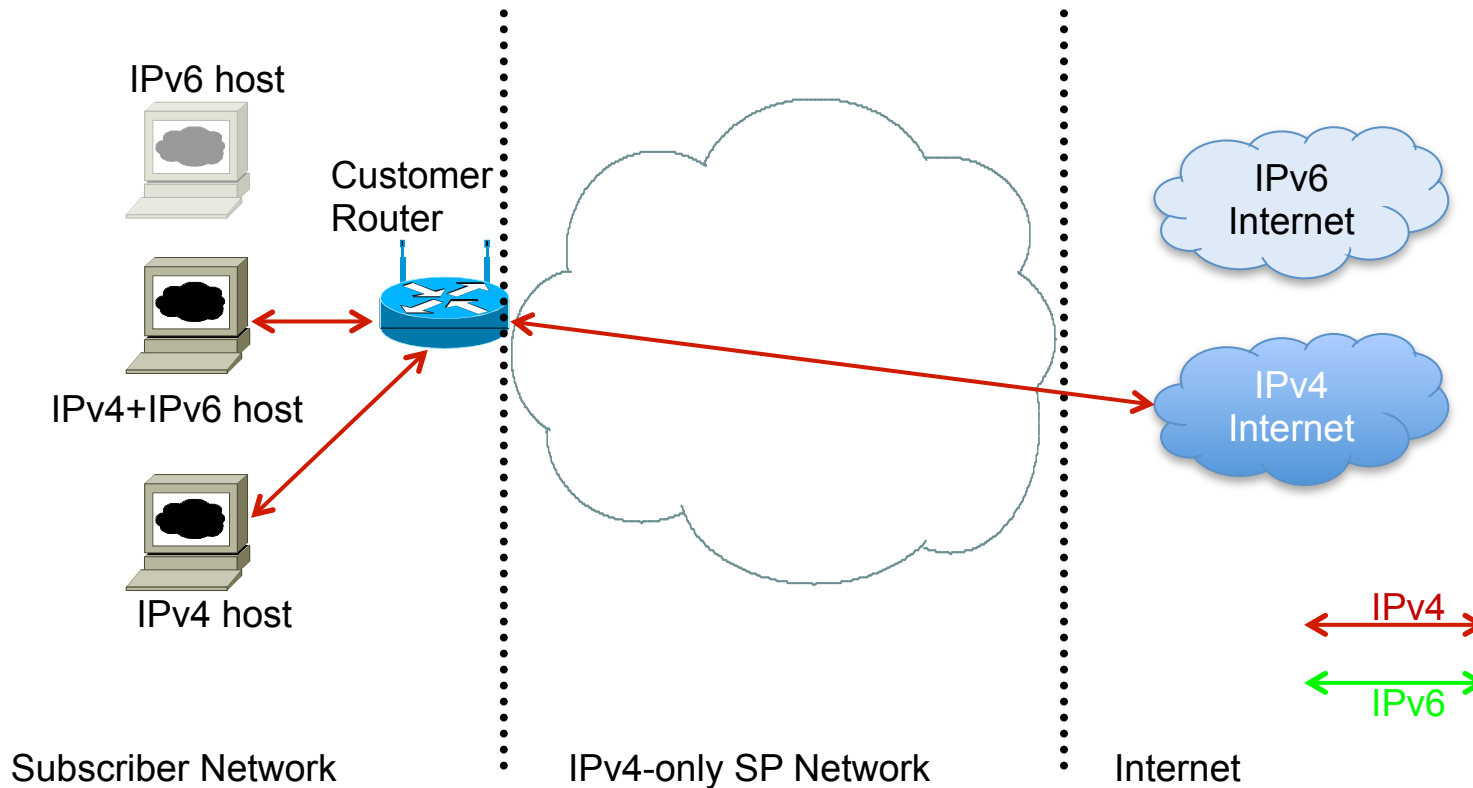 IPv6 host
Customer
Router
IPv4+IPv6 host
IPv4 host
IPv6
Internet
IPv4
Internet
IPv4
IPv6
Subscriber Network
IPv4-only SP Network
Internet